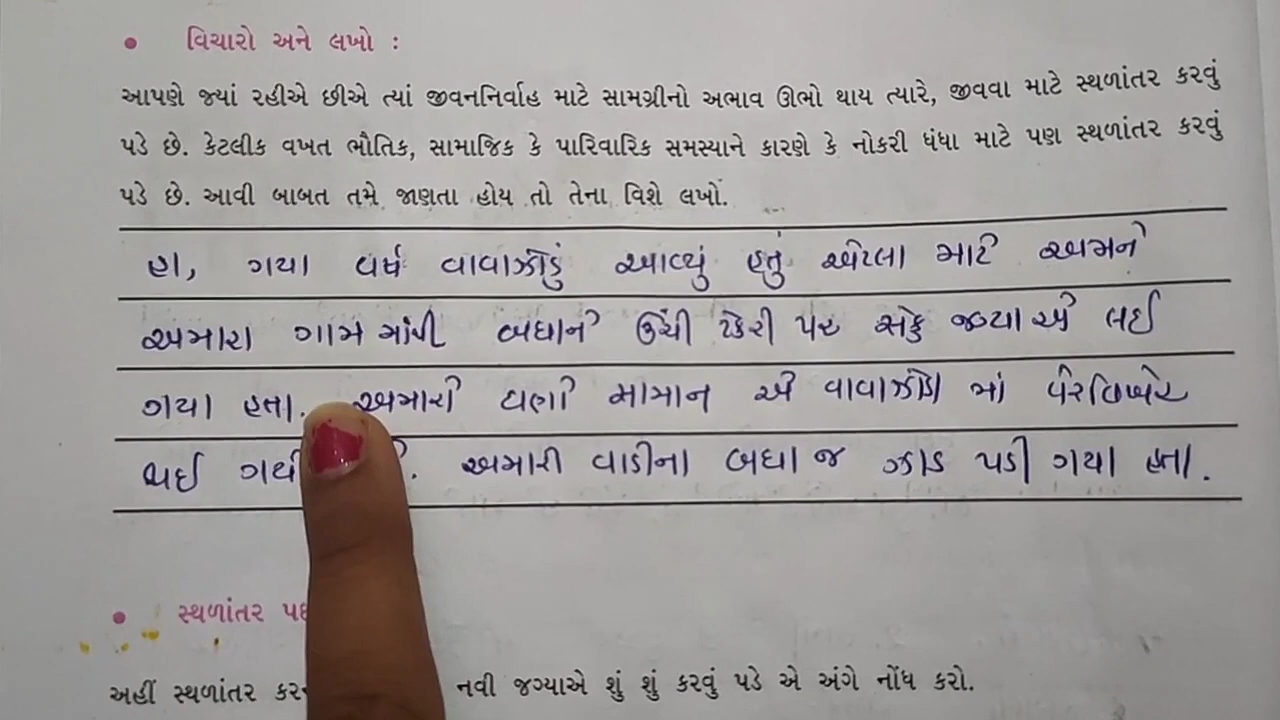 • વિચારો અને લખો :
આપણે જ્યાં રહીએ છીએ ત્યાં જીવનનિર્વાહ માટે સામગ્રીનો અભાવ ઊભો થાય ત્યારે, જીવવા માટે સ્થળાંતર કરવું
પડે છે. કેટલીક વખત ભૌતિક, સામાજિક કે પારિવારિક સમસ્યાને કારણે કે નોકરી ધંધા માટે પણ સ્થળાંતર કરવું
પડે છે. આવી બાબત તમે જાણતા હોય તો તેના વિશે લખો.
હા, ગયા વર્ષે વાવાઝોડું આવ્યું હતું એટલા માટે અમને
અમારા ગામ માંથી બધાને ઉંચી ટેકરી પર સેફ જગ્યા એ લઈ
ગયા હતા. અમારી ઘણી સામાન એ વાવાઝોડા માં વેરવિખેર
થઈ ગયી અમારી વાડીના બધા જ ઝાડ પડી ગયા હતા.
• સ્થળાંતર
અહીં સ્થળાંતર નવી જગ્યાએ શું શું કરવું પડે એ અંગે નોંધ કરો.